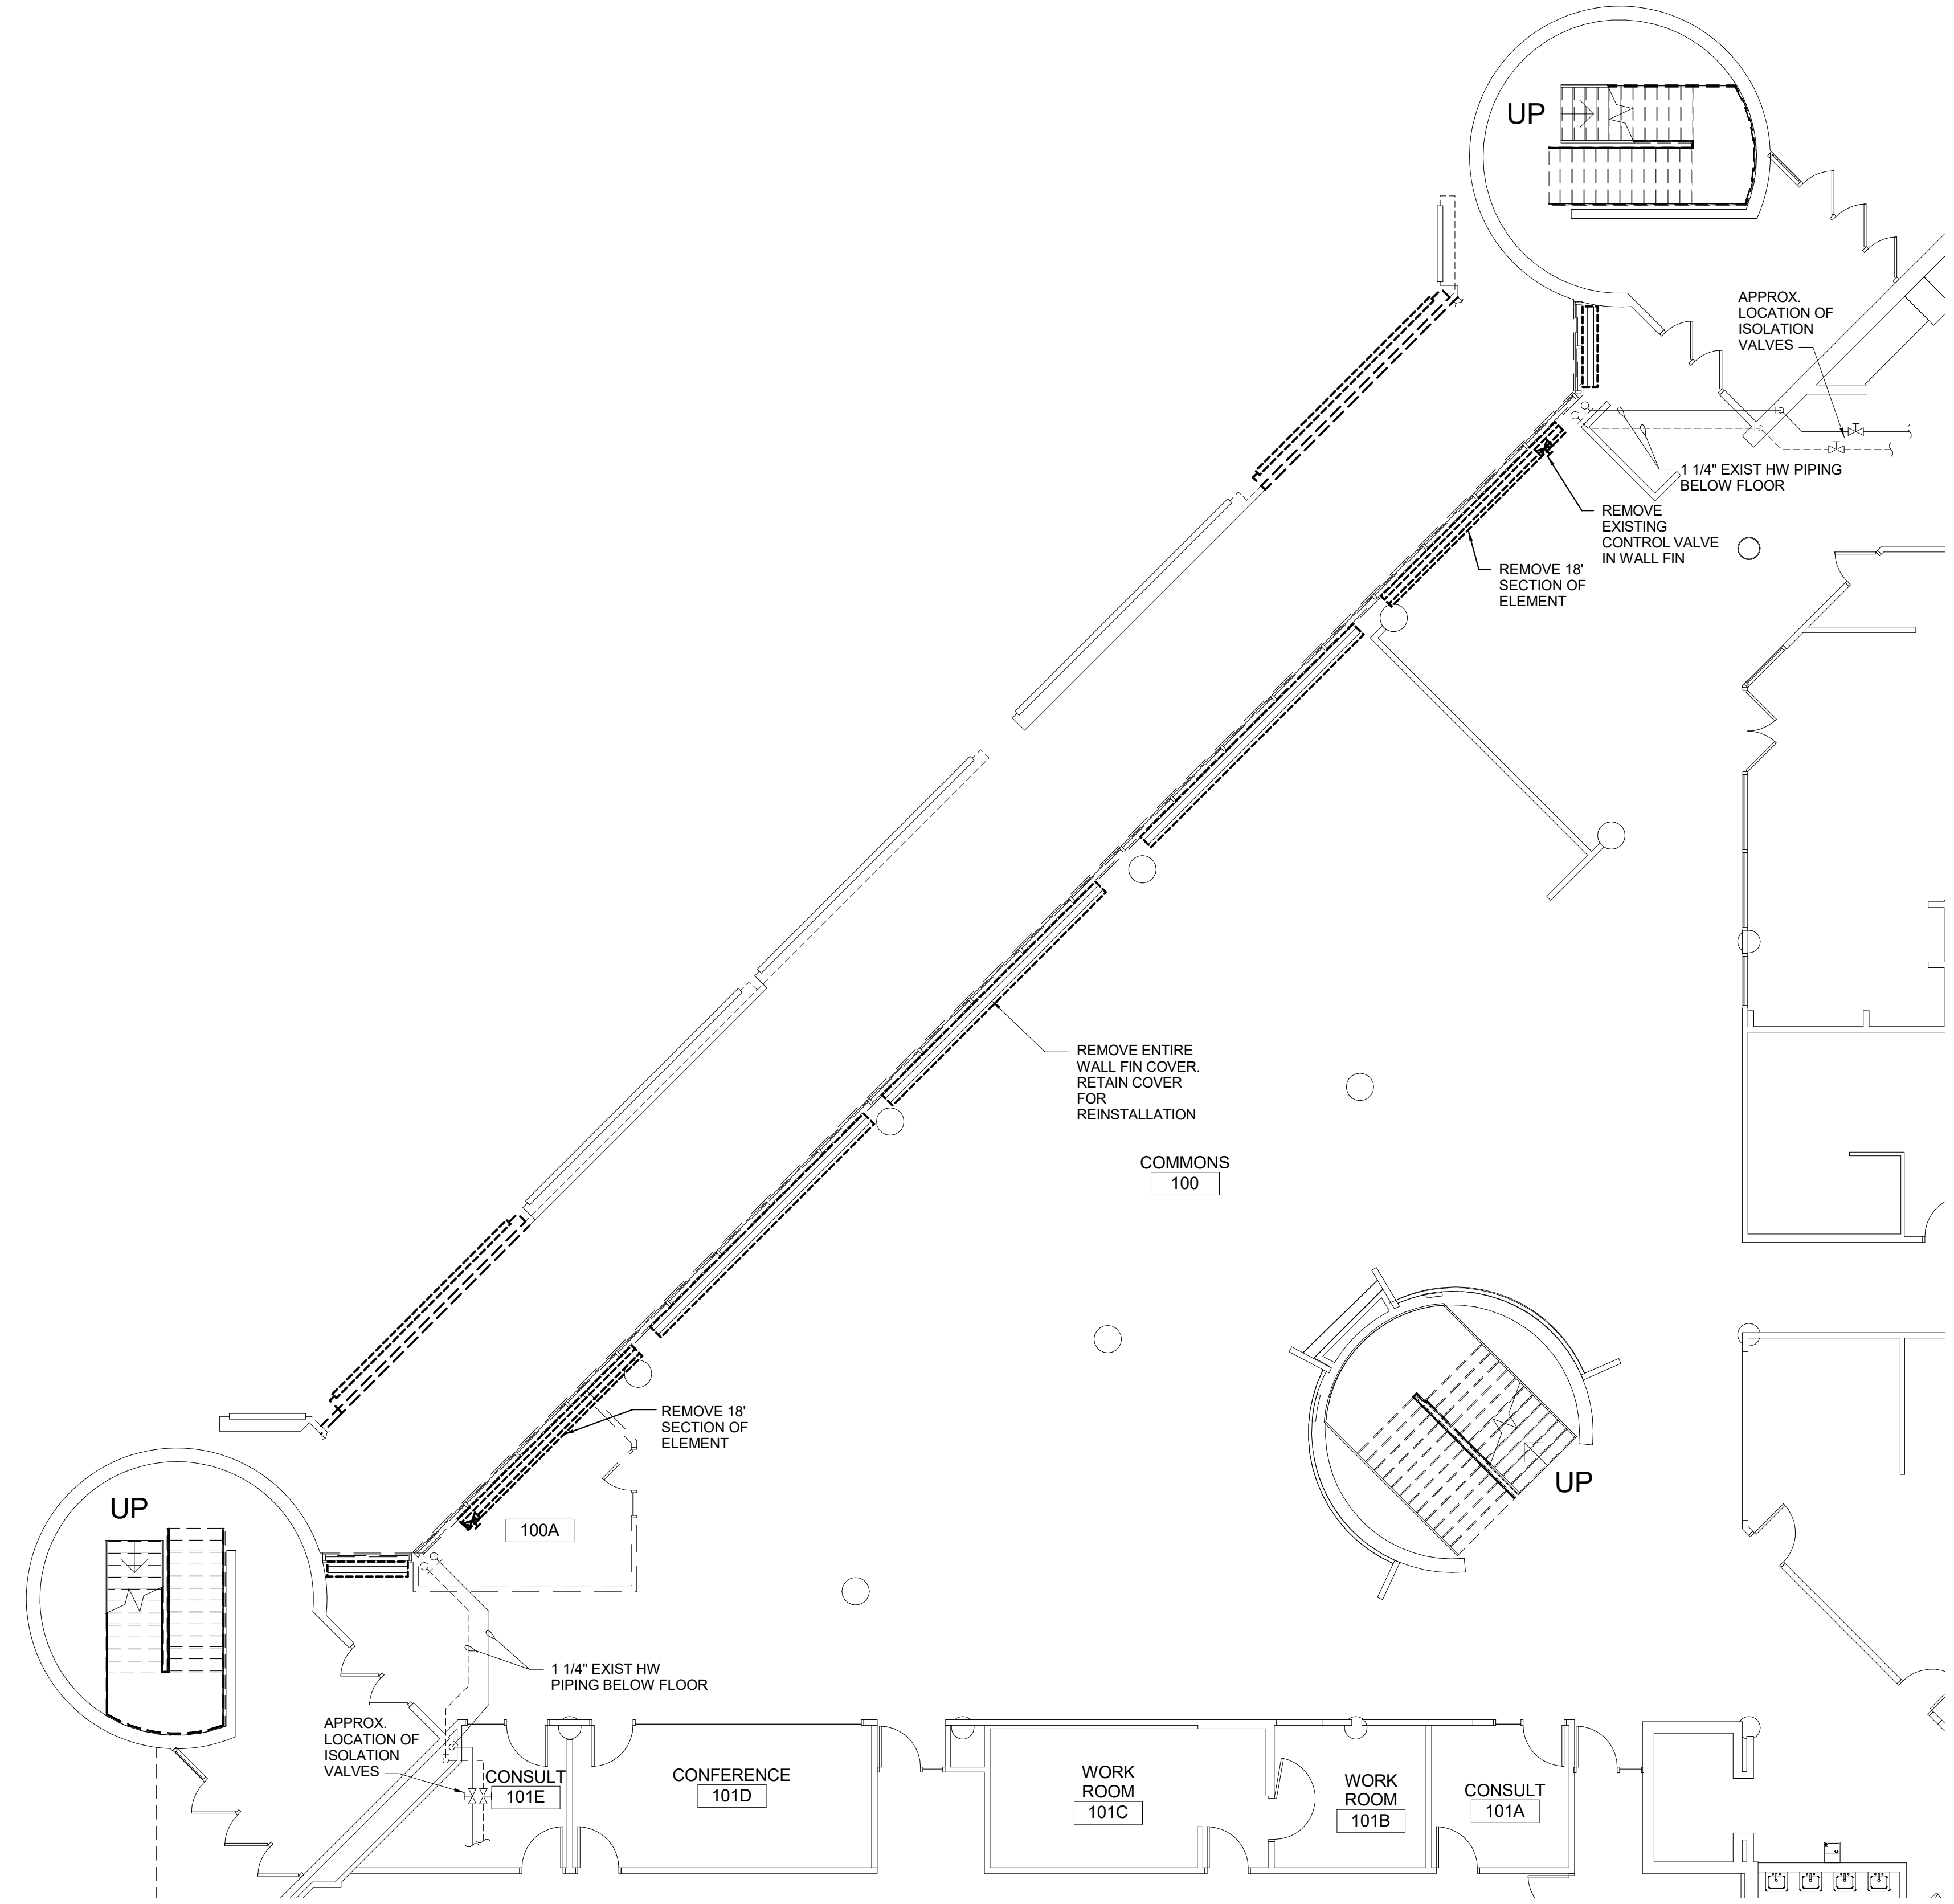 UP
APPROX.
LOCATION OF
ISOLATION
VALVES
1 1/4" EXIST HW PIPING
BELOW FLOOR
REMOVE
EXISTING
CONTROL VALVE
IN WALL FIN
REMOVE 18'
SECTION OF
ELEMENT
REMOVE ENTIRE
WALL FIN COVER.
RETAIN COVER
FOR
REINSTALLATION
COMMONS
100
REMOVE 18'
SECTION OF
ELEMENT
UP
UP
100A
1 1/4" EXIST HW
PIPING BELOW FLOOR
APPROX.
LOCATION OF
ISOLATION
VALVES
CONSULT
101E
CONFERENCE
101D
WORK
ROOM
101C
WORK
ROOM
101B
CONSULT
101A